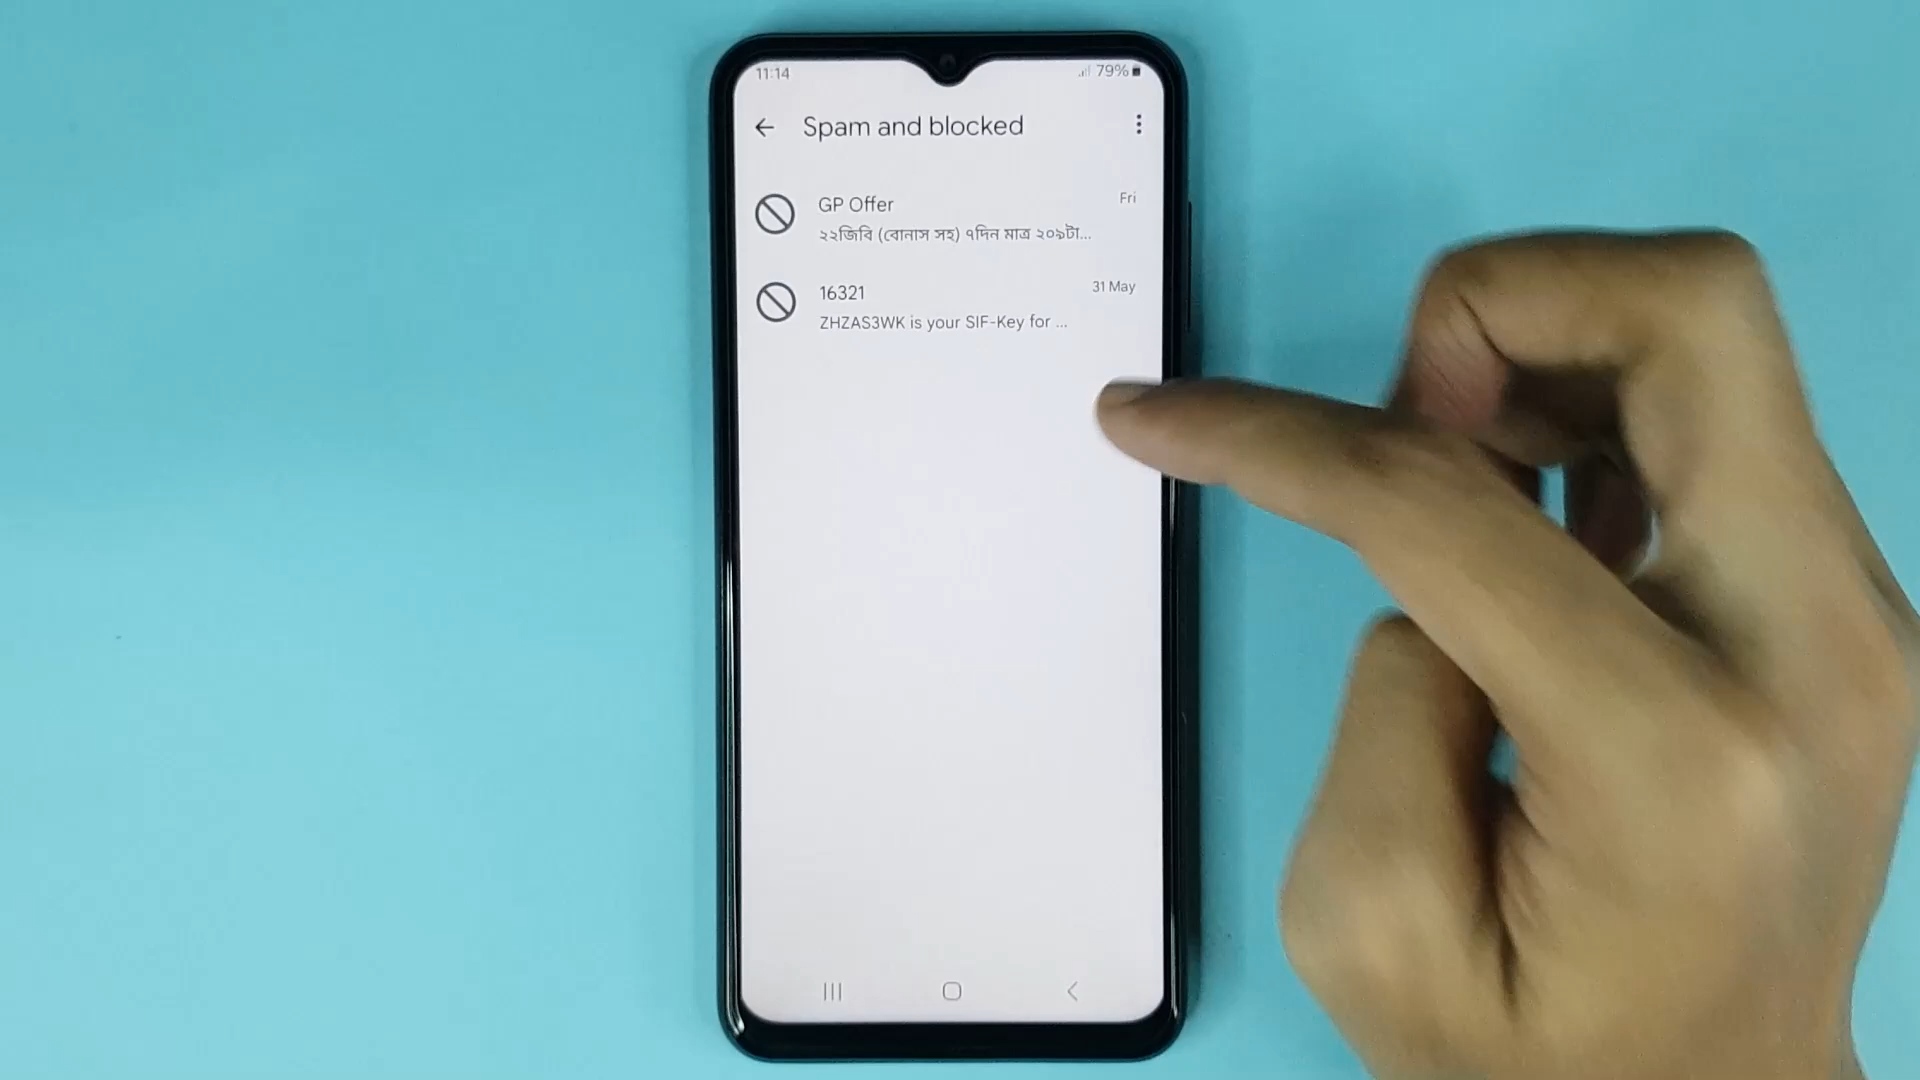 11:14
79%
Spam and blocked
GP Offer
Fri
২২জিবি (বোনাস সহ) ৭দিন মাত্র ২০৯টা...
16321
31 May
ZHZAS3WK is your SIF-Key for ...